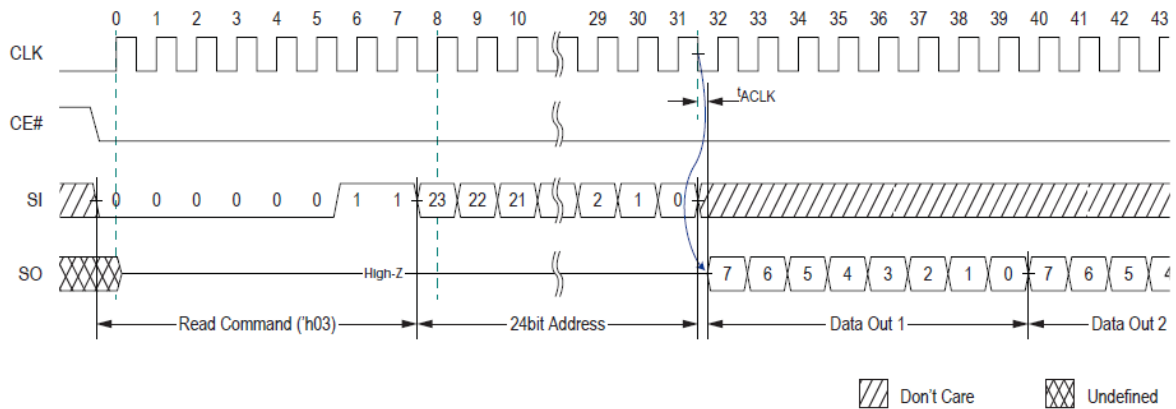 0 1 2 3 4 5 6 7 8 9 10 29 30 31 32 33 34 35 36 37 38 39 40 41 42 43
CLK
tACLK
CE#
SI 0 0 0 0 0 0 1 1 23 22 21 2 1 0
SO High-Z 7 6 5 4 3 2 1 0 7 6 5 4
Read Command ('h03) 24bit Address Data Out 1 Data Out 2
Don't Care Undefined